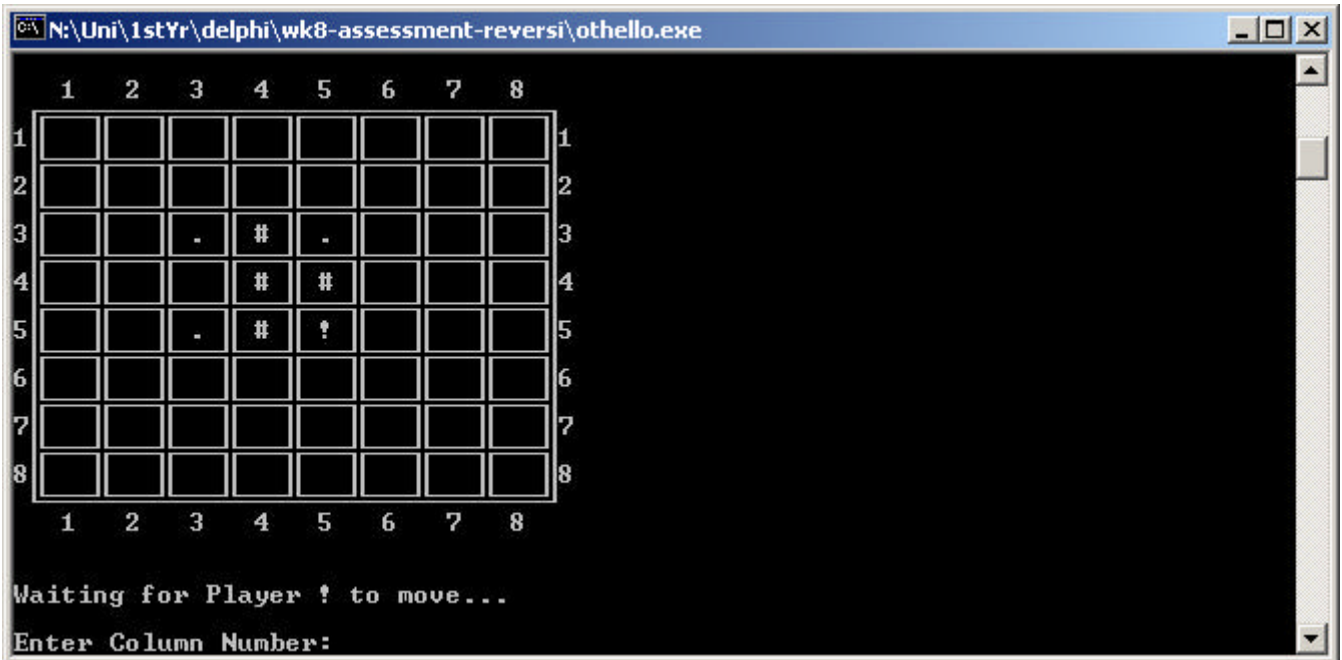 N:\Uni\1stYr\delphi\wk8-assessment-reversi\othello.exe
1 2 3 4 5 6 7 8
1 1
2 2
3 . # . 3
4 # # 4
5 . # ! 5
6 6
7 7
8 8
1 2 3 4 5 6 7 8
Waiting for Player ! to move...
Enter Column Number: